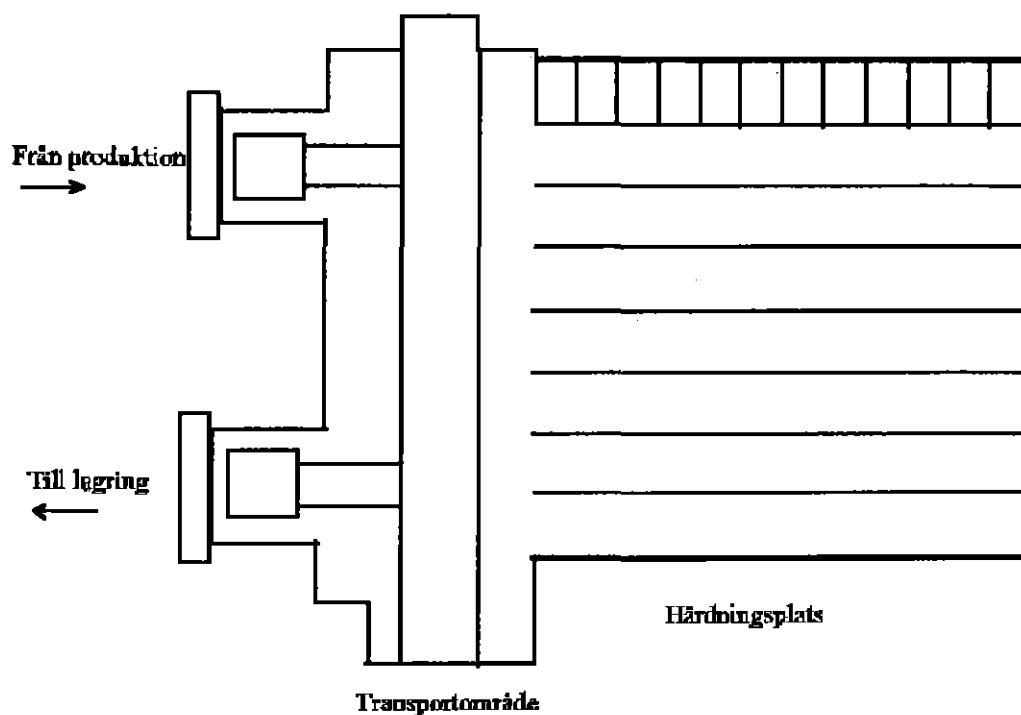 Från produktion
Till lagring
Härdningsplats
Transportområde